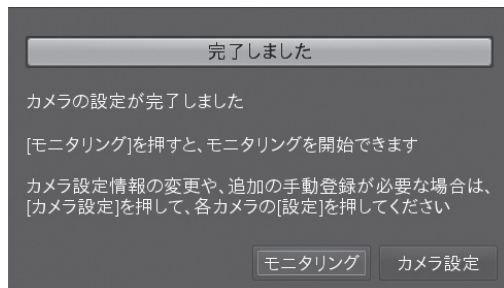 完了しました
カメラの設定が完了しました
[モニタリング]を押すと、モニタリングを開始できます
カメラ設定情報の変更や、追加の手動登録が必要な場合は、
[カメラ設定]を押して、各カメラの[設定]を押してください
モニタリング カメラ設定